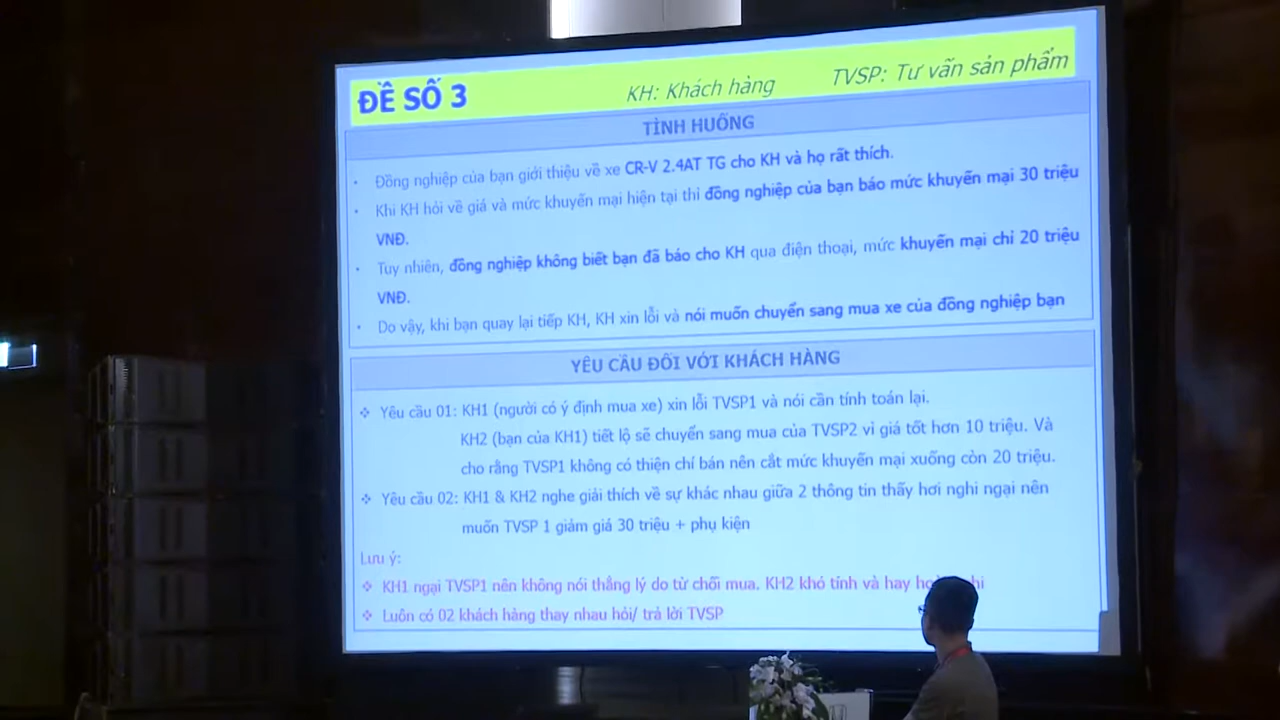 ĐỀ SỐ 3 KH: Khách hàng TVSP: Tư vấn sản phẩm
TÌNH HUỐNG
• Đồng nghiệp của bạn giới thiệu về xe CR-V 2.4AT TG cho KH và họ rất thích.
• Khi KH hỏi về giá và mức khuyến mại hiện tại thì đồng nghiệp của bạn báo mức khuyến mại 30 triệu
VNĐ.
• Tuy nhiên, đồng nghiệp không biết bạn đã báo cho KH qua điện thoại, mức khuyến mại chỉ 20 triệu
VNĐ.
• Do vậy, khi bạn quay lại tiếp KH, KH xin lỗi và nói muốn chuyển sang mua xe của đồng nghiệp bạn
YÊU CẦU ĐỐI VỚI KHÁCH HÀNG
❖ Yêu cầu 01: KH1 (người có ý định mua xe) xin lỗi TVSP1 và nói cần tính toán lại.
KH2 (bạn của KH1) tiết lộ sẽ chuyển sang mua của TVSP2 vì giá tốt hơn 10 triệu. Và
cho rằng TVSP1 không có thiện chí bán nên cắt mức khuyến mại xuống còn 20 triệu.
❖ Yêu cầu 02: KH1 & KH2 nghe giải thích về sự khác nhau giữa 2 thông tin thấy hơi nghi ngại nên
muốn TVSP 1 giảm giá 30 triệu + phụ kiện
Lưu ý:
❖ KH1 ngại TVSP1 nên không nói thẳng lý do từ chối mua. KH2 khó tính và hay
❖ Luôn có 02 khách hàng thay nhau hỏi/ trả lời TVSP